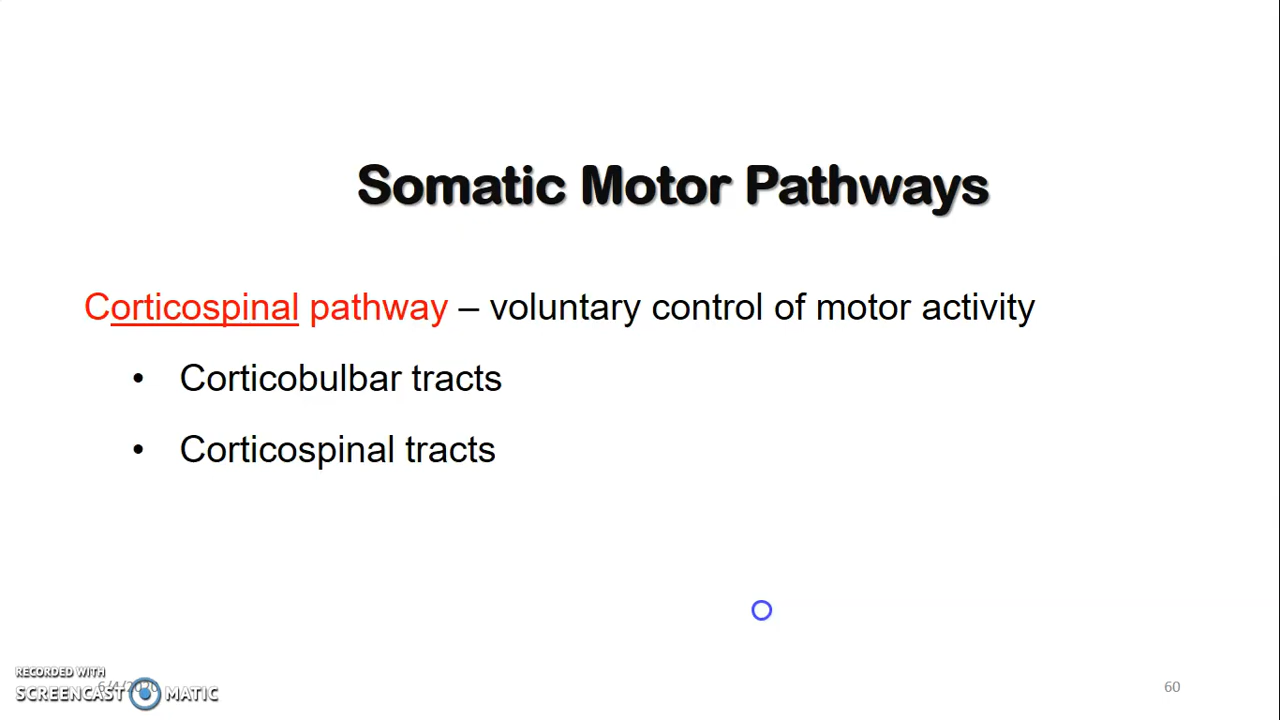 Somatic Motor Pathways
Corticospinal pathway – voluntary control of motor activity
• Corticobulbar tracts
• Corticospinal tracts
RECORDED WITH
SCREENCAST MATIC
60